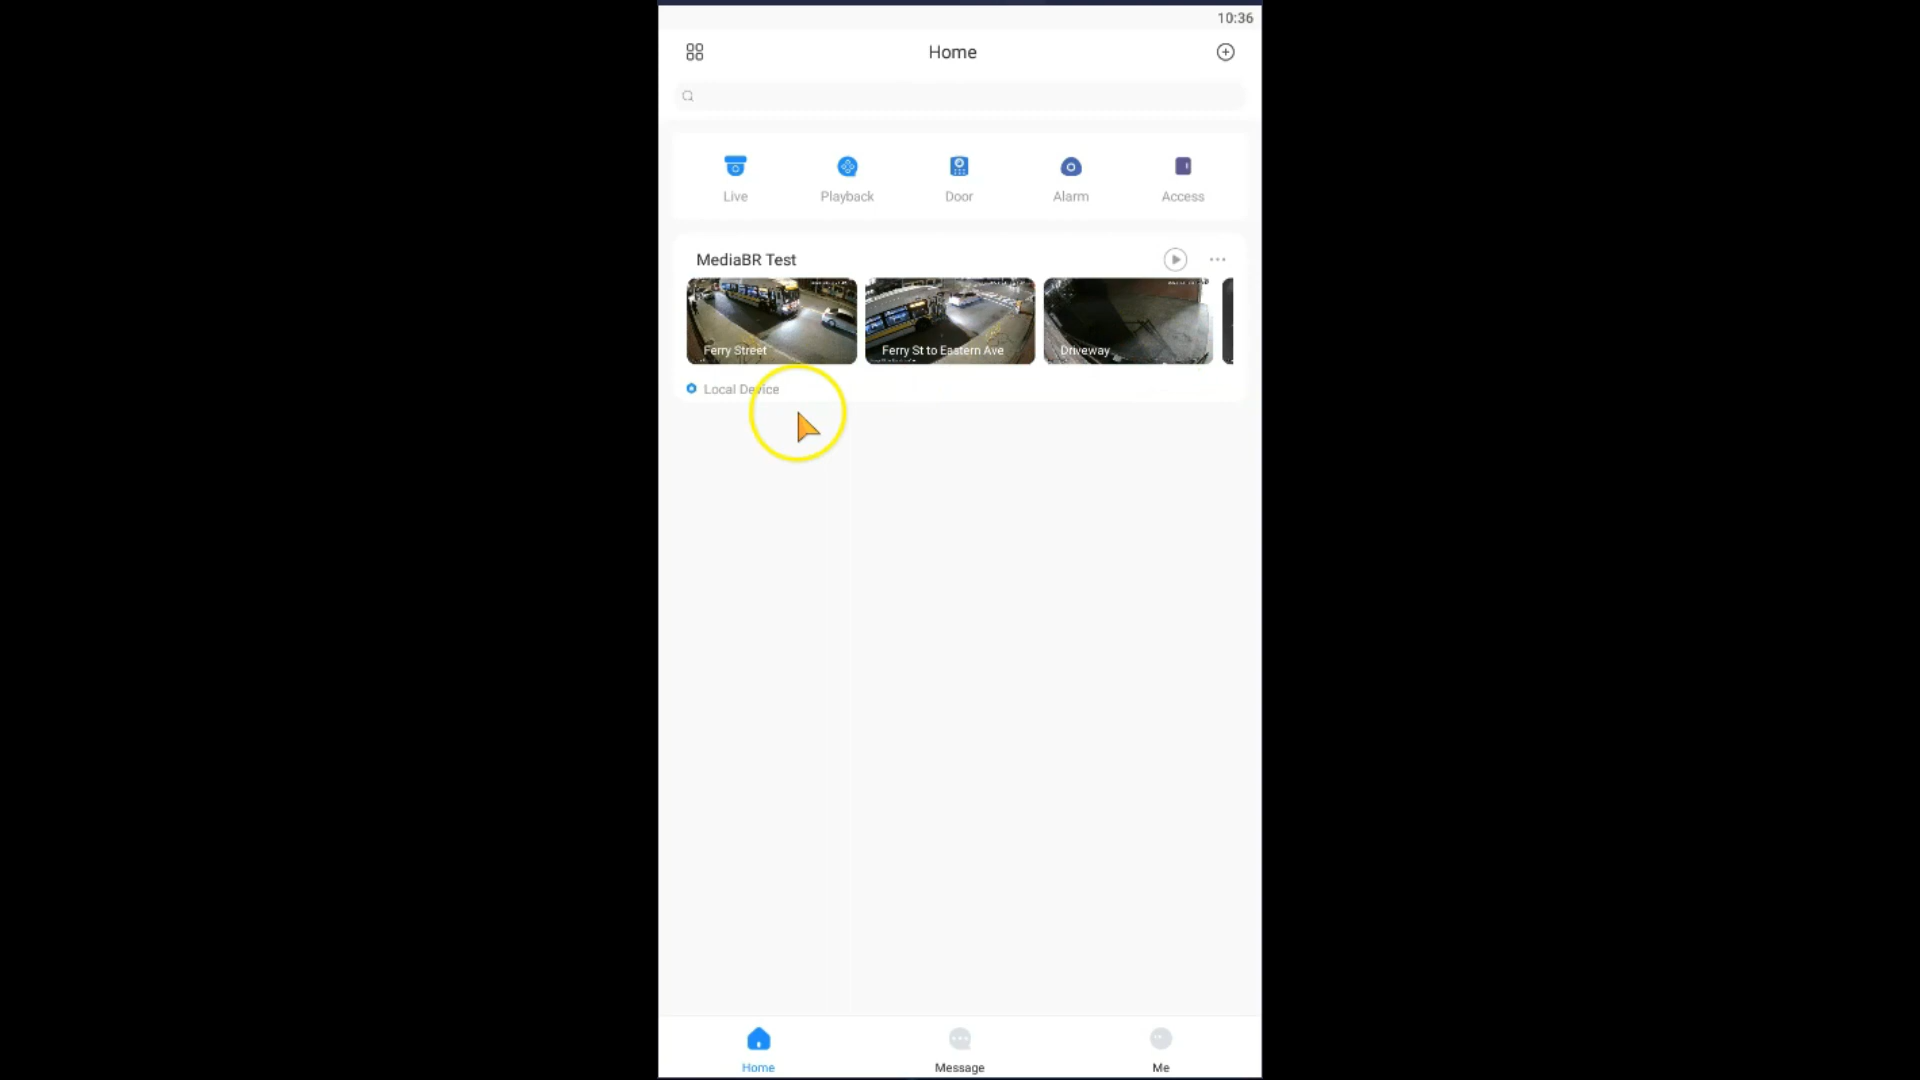 10:36
Home
Live
Playback
Door
Alarm
Access
MediaBR Test
Ferry Street
Ferry St to Eastern Ave
Driveway
Local Device
Home
Message
Me